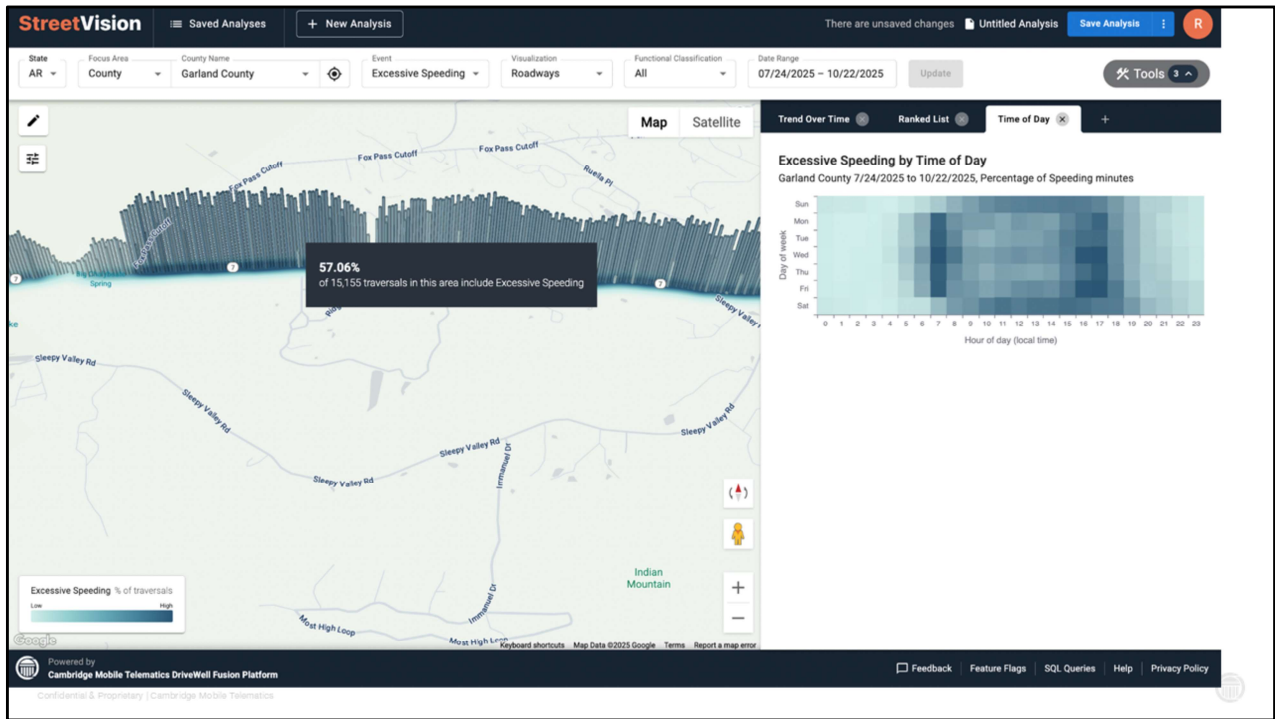 StreetVision
Saved Analyses
+ New Analysis
There are unsaved changes
Untitled Analysis
Save Analysis
R
State
AR
Focus Area
County
County Name
Garland County
Event
Excessive Speeding
Visualization
Roadways
Functional Classification
All
Date Range
07/24/2025 – 10/22/2025
Update
Tools 3
Map
Satellite
Trend Over Time
Ranked List
Time of Day
+
Fox Pass Cutoff
Fox Pass Cutoff
Fox Pass Cutoff
Ruella Pl
Fox Pass Cutoff
7
7
7
Spring
57.06%
of 15,155 traversals in this area include Excessive Speeding
Sleepy Valley
Sleepy Valley Rd
Sleepy Valley Rd
Sleepy Valley Rd
Sleepy Valley Rd
Sleepy Valley Rd
Immanuel Dr
Immanuel Dr
Indian
Mountain
Most High Loop
Most High Loop
Excessive Speeding % of traversals
Low
High
Google
Keyboard shortcuts
Map Data ©2025 Google
Terms
Report a map error
Excessive Speeding by Time of Day
Garland County 7/24/2025 to 10/22/2025, Percentage of Speeding minutes
Day of week
Sun
Mon
Tue
Wed
Thu
Fri
Sat
0 1 2 3 4 5 6 7 8 9 10 11 12 13 14 15 16 17 18 19 20 21 22 23
Hour of day (local time)
Powered by
Cambridge Mobile Telematics DriveWell Fusion Platform
Feedback
Feature Flags
SQL Queries
Help
Privacy Policy
Confidential & Proprietary | Cambridge Mobile Telematics